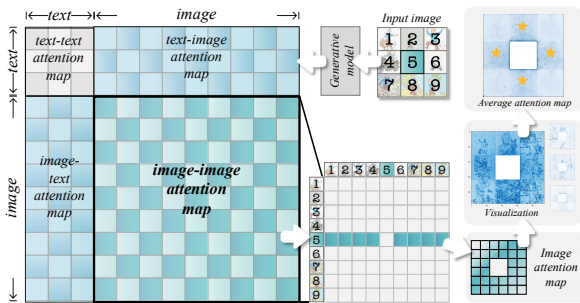 text
image
text
image
text-text
attention
map
text-image
attention
map
image-
text
attention
map
image-image
attention
map
Generative
model
Input image
1 2 3
4 5 6
7 8 9
1 2 3 4 5 6 7 8 9
1
2
3
4
5
6
7
8
9
Average attention map
Visualization
Image
attention
map